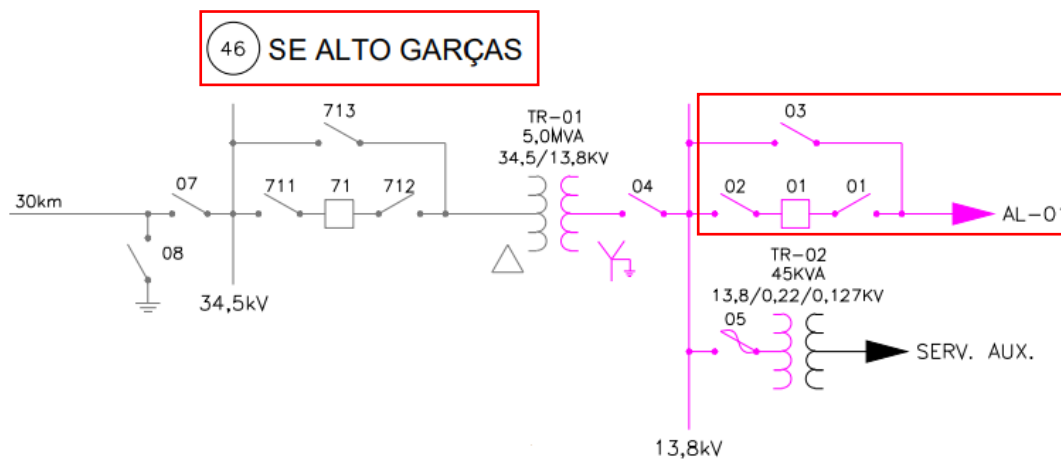 46 SE ALTO GARÇAS
713
TR-01
5,0MVA
34,5/13,8KV
03
30km
07
711
71
712
04
02
01
01
AL-01
08
34,5kV
TR-02
45KVA
13,8/0,22/0,127KV
05
SERV. AUX.
13,8kV